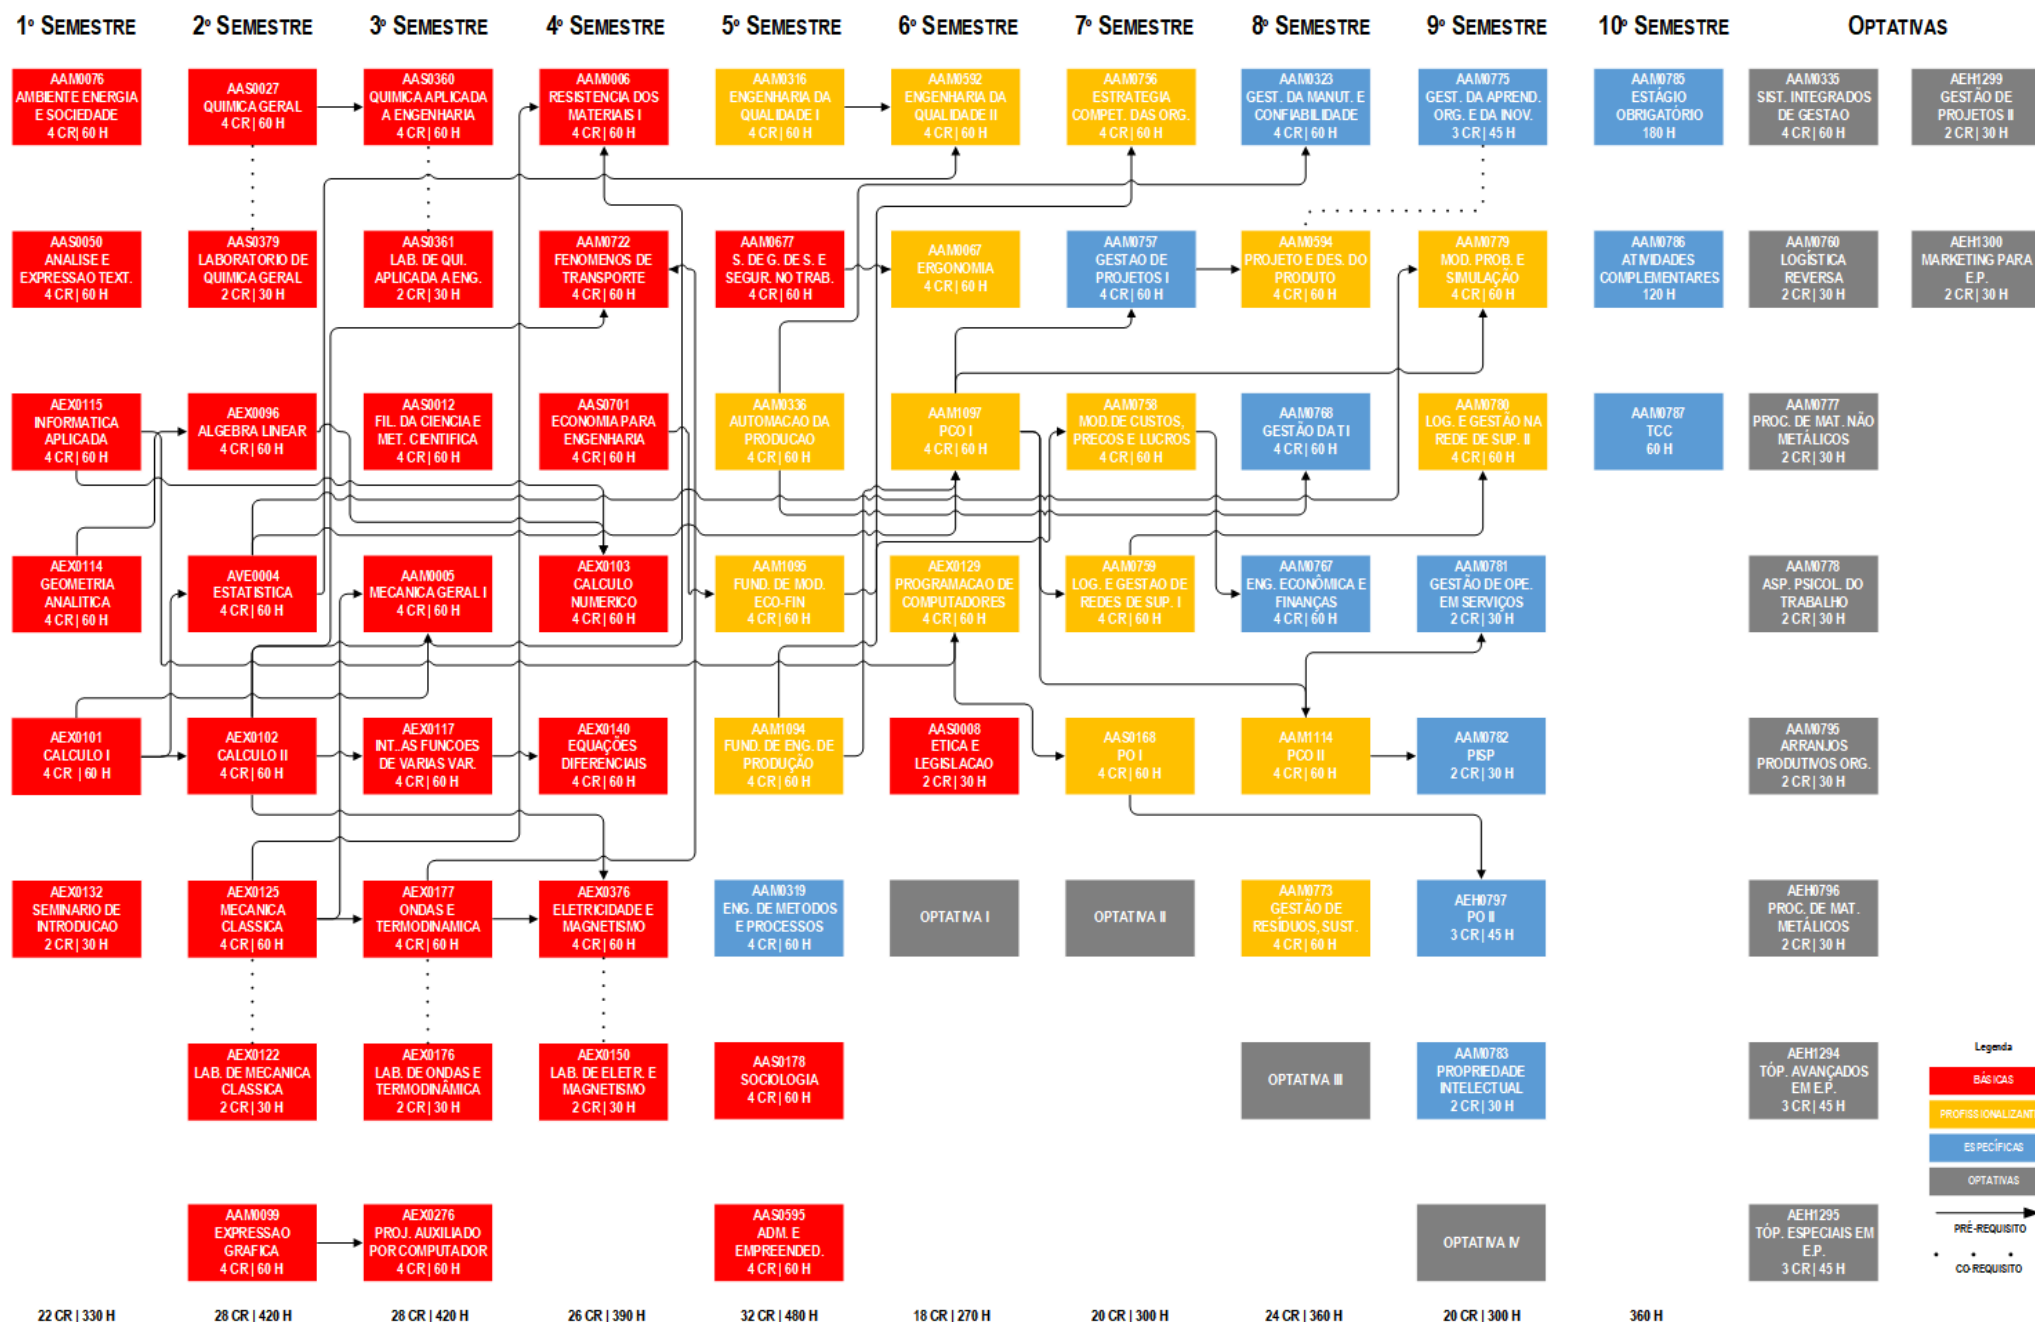 1º SEMESTRE
2º SEMESTRE
3º SEMESTRE
4º SEMESTRE
5º SEMESTRE
6º SEMESTRE
7º SEMESTRE
8º SEMESTRE
9º SEMESTRE
10º SEMESTRE
OPTATIVAS
AAM0076
AMBIENTE ENERGIA
E SOCIEDADE
4 CR| 60 H
AAS0027
QUIMICA GERAL
4 CR | 60 H
AAS0360
QUIMICA APLICADA
A ENGENHARIA
4 CR | 60 H
AAM0006
RESISTENCIA DOS
MATERIAIS I
4 CR | 60 H
AAM0316
ENGENHARIA DA
QUALIDADE I
4 CR | 60 H
AAM0592
ENGENHARIA DA
QUALIDADE II
4 CR | 60 H
AAM0756
ESTRATEGIA
COMPET. DAS ORG.
4 CR | 60 H
AAM0323
GEST. DA MANUT. E
CONFIABILIDADE
4 CR | 60 H
AAM0775
GEST. DA APREND.
ORG. E DA INOV.
3 CR | 45 H
AAM0785
ESTÁGIO
OBRIGATÓRIO
180 H
AAM0335
SIST. INTEGRADOS
DE GESTAO
4 CR | 60 H
AEH1299
GESTÃO DE
PROJETOS II
2 CR | 30 H
AAS0050
ANALISE E
EXPRESSAO TEXT.
4 CR | 60 H
AAS0379
LABORATORIO DE
QUIMICA GERAL
2 CR | 30 H
AAS0361
LAB. DE QUI.
APLICADA A ENG.
2 CR | 30 H
AAM0722
FENOMENOS DE
TRANSPORTE
4 CR | 60 H
AAM0677
S. DE G. DE S. E
SEGUR. NO TRAB.
4 CR | 60 H
AAM0067
ERGONOMIA
4 CR | 60 H
AAM0757
GESTAO DE
PROJETOS I
4 CR | 60 H
AAM0594
PROJETO E DES. DO
PRODUTO
4 CR | 60 H
AAM0779
MOD. PROB. E
SIMULAÇÃO
4 CR | 60 H
AAM0786
ATIVIDADES
COMPLEMENTARES
120 H
AAM0760
LOGÍSTICA
REVERSA
2 CR | 30 H
AEH1300
MARKETING PARA
E.P.
2 CR | 30 H
AEX0115
INFORMATICA
APLICADA
4 CR | 60 H
AEX0096
ALGEBRA LINEAR
4 CR | 60 H
AAS0012
FIL. DA CIENCIA E
MET. CIENTIFICA
4 CR | 60 H
AAS0701
ECONOMIA PARA
ENGENHARIA
4 CR | 60 H
AAM0336
AUTOMACAO DA
PRODUCAO
4 CR | 60 H
AAM1097
PCO I
4 CR | 60 H
AAM0758
MOD.DE CUSTOS,
PRECOS E LUCROS
4 CR | 60 H
AAM0768
GESTÃO DA TI
4 CR | 60 H
AAM0780
LOG. E GESTÃO NA
REDE DE SUP. II
4 CR | 60 H
AAM0787
TCC
60 H
AAM0777
PROC. DE MAT. NÃO
METÁLICOS
2 CR | 30 H
AEX0114
GEOMETRIA
ANALITICA
4 CR | 60 H
AVE0004
ESTATISTICA
4 CR | 60 H
AAM0005
MECANICA GERAL I
4 CR | 60 H
AEX0103
CALCULO
NUMERICO
4 CR | 60 H
AAM1095
FUND. DE MOD.
ECO-FIN
4 CR | 60 H
AEX0129
PROGRAMACAO DE
COMPUTADORES
4 CR | 60 H
AAM0759
LOG. E GESTAO DE
REDES DE SUP. I
4 CR | 60 H
AAM0767
ENG. ECONÔMICA E
FINANÇAS
4 CR | 60 H
AAM0781
GESTÃO DE OPE.
EM SERVIÇOS
2 CR | 30 H
AAM0778
ASP. PSICOL. DO
TRABALHO
2 CR | 30 H
AEX0101
CALCULO I
4 CR | 60 H
AEX0102
CALCULO II
4 CR | 60 H
AEX0117
INT..AS FUNCOES
DE VARIAS VAR.
4 CR | 60 H
AEX0140
EQUAÇÕES
DIFERENCIAIS
4 CR | 60 H
AAM1094
FUND. DE ENG. DE
PRODUÇÃO
4 CR | 60 H
AAS0008
ETICA E
LEGISLACAO
2 CR | 30 H
AAS0168
PO I
4 CR | 60 H
AAM1114
PCO II
4 CR | 60 H
AAM0782
PISP
2 CR | 30 H
AAM0795
ARRANJOS
PRODUTIVOS ORG.
2 CR | 30 H
AEX0132
SEMINARIO DE
INTRODUCAO
2 CR | 30 H
AEX0125
MECANICA
CLASSICA
4 CR | 60 H
AEX0177
ONDAS E
TERMODINAMICA
4 CR | 60 H
AEX0376
ELETRICIDADE E
MAGNETISMO
4 CR | 60 H
AAM0319
ENG. DE METODOS
E PROCESSOS
4 CR | 60 H
OPTATIVA I
OPTATIVA II
AAM0773
GESTÃO DE
RESÍDUOS, SUST.
4 CR | 60 H
AEH0797
PO II
3 CR | 45 H
AEH0796
PROC. DE MAT.
METÁLICOS
2 CR | 30 H
AEX0122
LAB. DE MECANICA
CLASSICA
2 CR | 30 H
AEX0176
LAB. DE ONDAS E
TERMODINÂMICA
2 CR | 30 H
AEX0150
LAB. DE ELETR. E
MAGNETISMO
2 CR | 30 H
AAS0178
SOCIOLOGIA
4 CR | 60 H
OPTATIVA III
AAM0783
PROPRIEDADE
INTELECTUAL
2 CR | 30 H
AEH1294
TÓP. AVANÇADOS
EM E.P.
3 CR | 45 H
Legenda
BÁSICAS
PROFISSIONALIZANT
ESPECÍFICAS
OPTATIVAS
PRÉ-REQUISITO
CO-REQUISITO
AAM0099
EXPRESSAO
GRAFICA
4 CR | 60 H
AEX0276
PROJ. AUXILIADO
POR COMPUTADOR
4 CR | 60 H
AAS0595
ADM. E
EMPREENDED.
4 CR | 60 H
OPTATIVA IV
AEH1295
TÓP. ESPECIAIS EM
E.P.
3 CR | 45 H
22 CR | 330 H
28 CR | 420 H
28 CR | 420 H
26 CR | 390 H
32 CR | 480 H
18 CR | 270 H
20 CR | 300 H
24 CR | 360 H
20 CR | 300 H
360 H